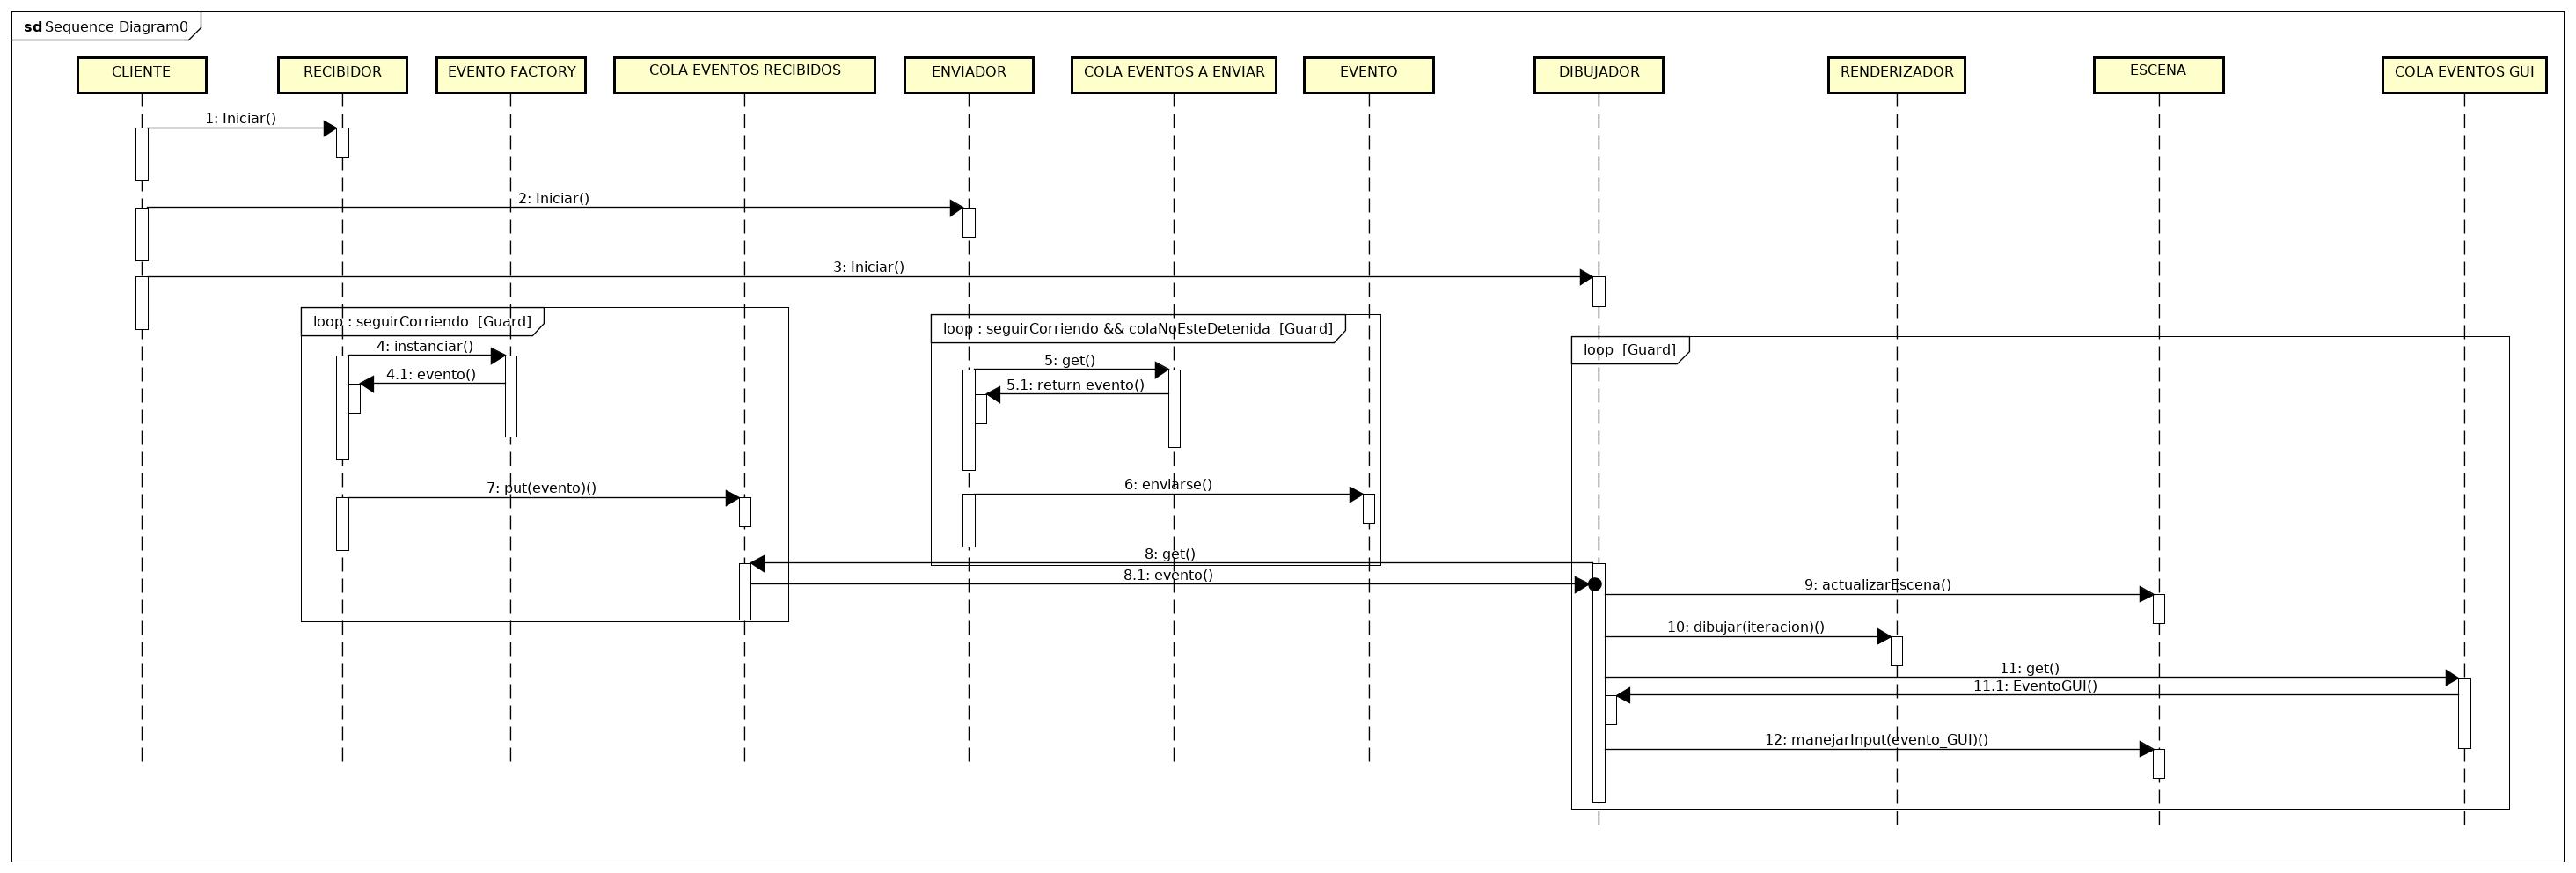 sd Sequence Diagram0
CLIENTE
RECIBIDOR
EVENTO FACTORY
COLA EVENTOS RECIBIDOS
ENVIADOR
COLA EVENTOS A ENVIAR
EVENTO
DIBUJADOR
RENDERIZADOR
ESCENA
COLA EVENTOS GUI
1: Iniciar()
2: Iniciar()
3: Iniciar()
loop : seguirCorriendo [Guard]
loop : seguirCorriendo && colaNoEsteDetenida [Guard]
loop [Guard]
4: instanciar()
5: get()
4.1: evento()
5.1: return evento()
7: put(evento)()
6: enviarse()
8: get()
8.1: evento()
9: actualizarEscena()
10: dibujar(iteracion)()
11: get()
11.1: EventoGUI()
12: manejarInput(evento_GUI)()